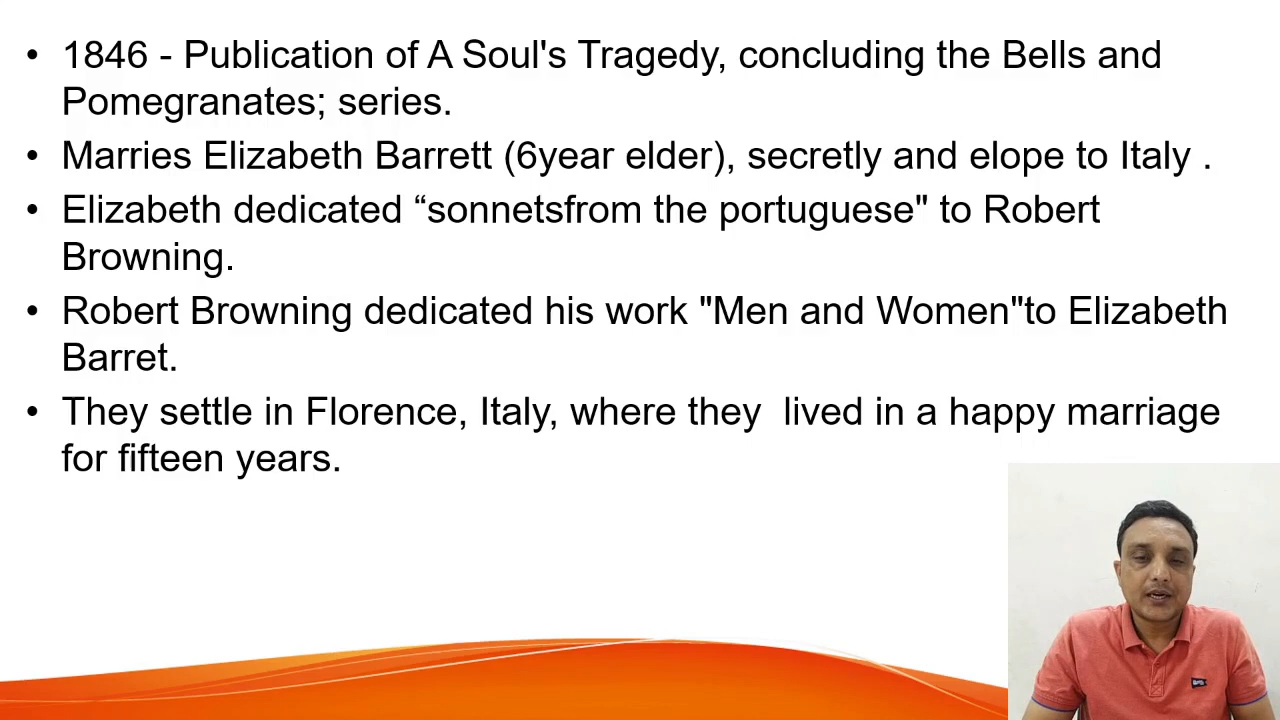 • 1846 - Publication of A Soul's Tragedy, concluding the Bells and
Pomegranates; series.
• Marries Elizabeth Barrett (6year elder), secretly and elope to Italy .
• Elizabeth dedicated “sonnetsfrom the portuguese" to Robert
Browning.
• Robert Browning dedicated his work "Men and Women"to Elizabeth
Barret.
• They settle in Florence, Italy, where they  lived in a happy marriage
for fifteen years.